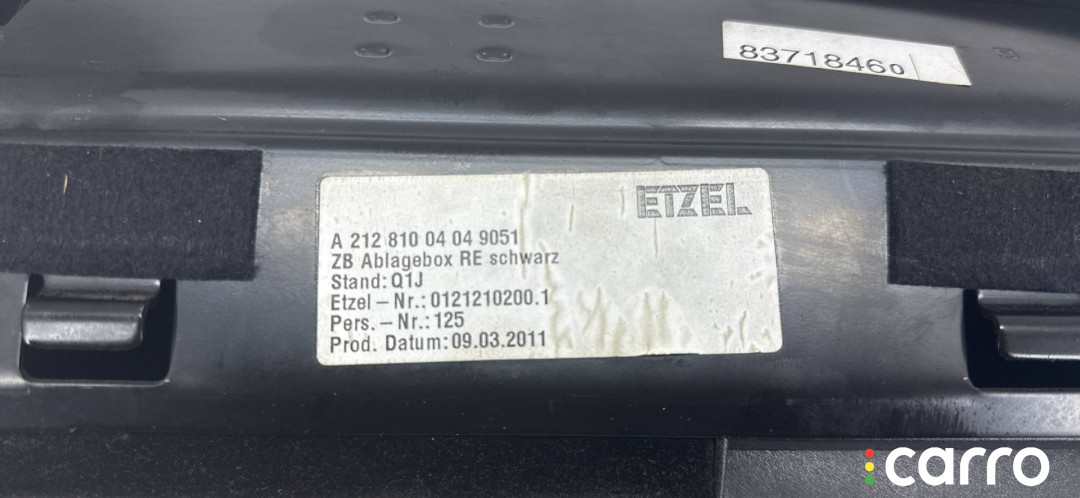 83718460
ETZEL
A 212 810 04 04 9051
ZB Ablagebox RE schwarz
Stand: Q1J
Etzel – Nr.: 0121210200.1
Pers. – Nr.: 125
Prod. Datum: 09.03.2011
carro